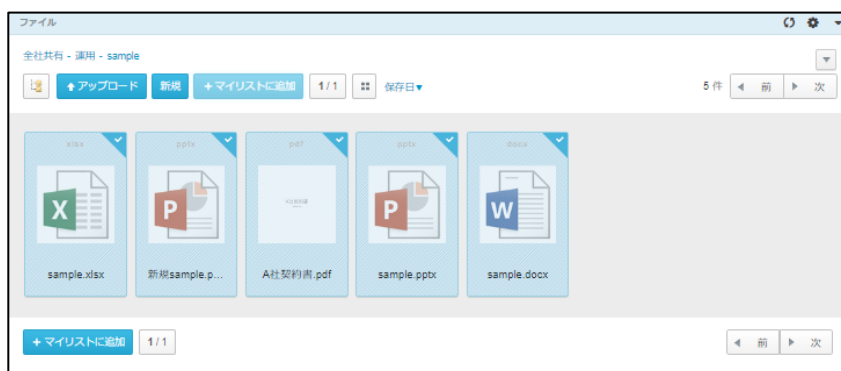 ファイル
全社共有 - 運用 - sample
アップロード 新規 +マイリストに追加 1/1 保存日▼ 5 件 前 次
xlsx pptx pdf pptx docx
X P P W
sample.xlsx 新規sample.p... A社契約書.pdf sample.pptx sample.docx
+ マイリストに追加 1/1 前 次